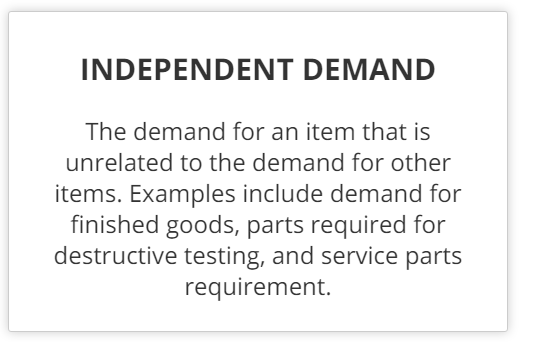 INDEPENDENT DEMAND
The demand for an item that is
unrelated to the demand for other
items. Examples include demand for
finished goods, parts required for
destructive testing, and service parts
requirement.